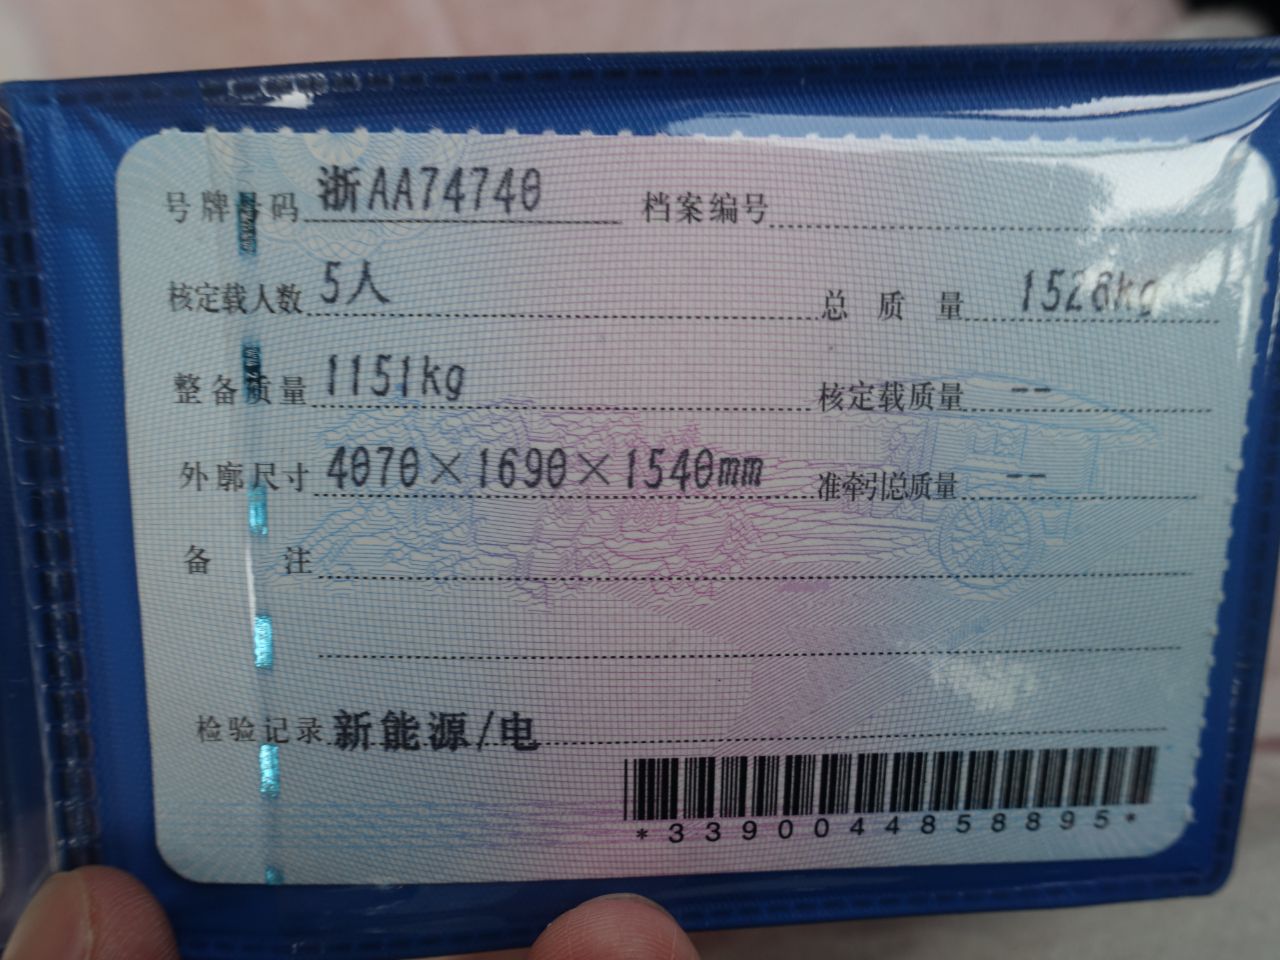 号牌号码 浙AA74740 档案编号
核定载人数 5人 总质量 1528kg
整备质量 1151kg 核定载质量 --
外廓尺寸 4070×1690×1540mm 准牵引总质量 --
备注
检验记录 新能源/电
*3390044858895*